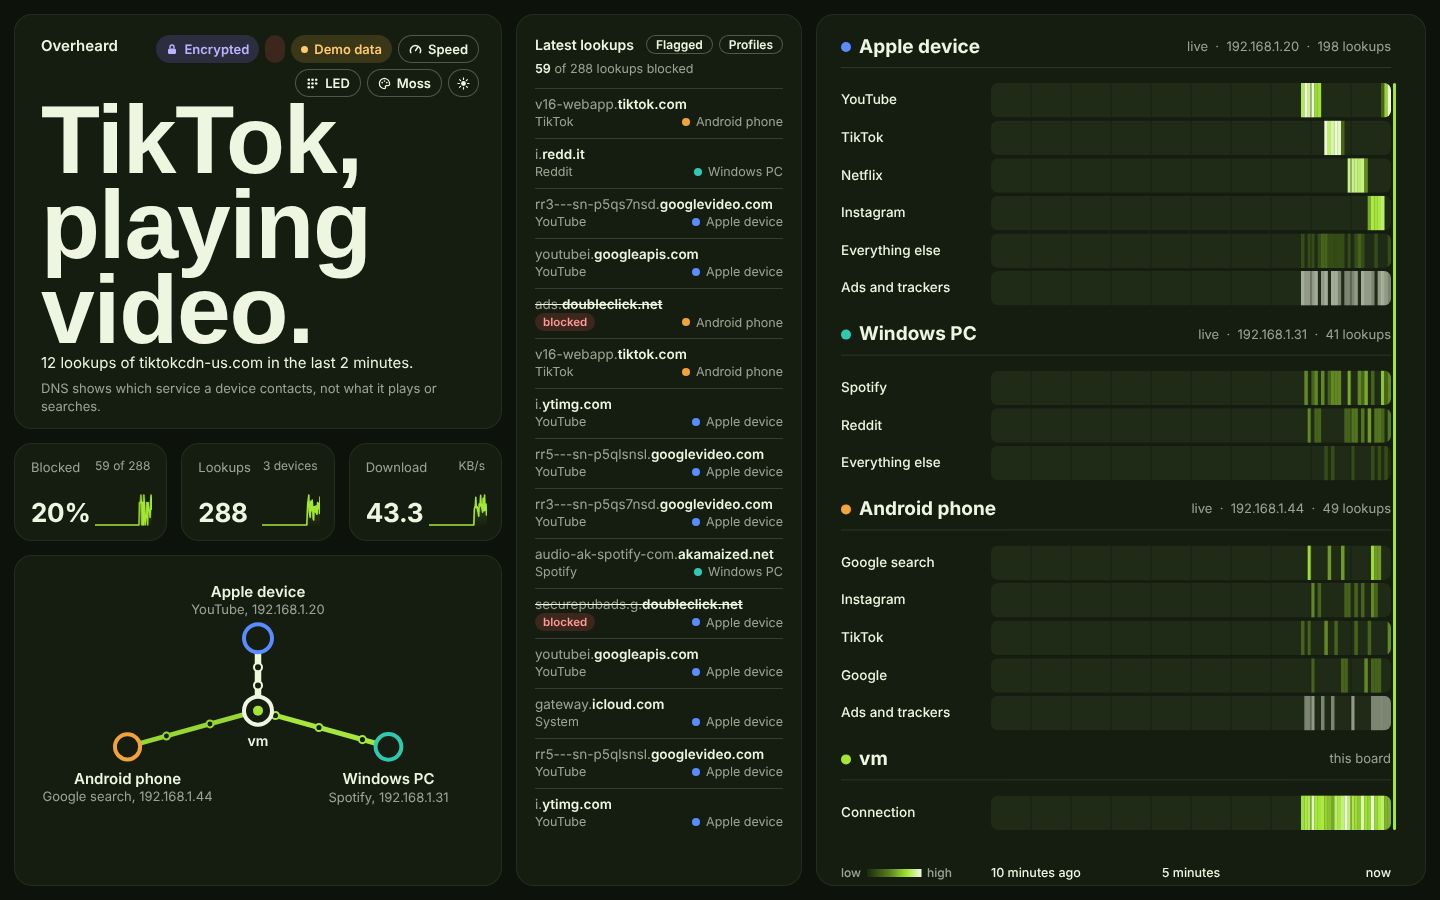 Overheard
Encrypted
Demo data
Speed
LED
Moss
TikTok,
playing
video.
12 lookups of tiktokcdn-us.com in the last 2 minutes.
DNS shows which service a device contacts, not what it plays or
searches.
Blocked 59 of 288
20%
Lookups 3 devices
288
Download KB/s
43.3
Apple device
YouTube, 192.168.1.20
vm
Android phone
Google search, 192.168.1.44
Windows PC
Spotify, 192.168.1.31
Latest lookups
Flagged
Profiles
59 of 288 lookups blocked
v16-webapp.tiktok.com
TikTok Android phone
i.redd.it
Reddit Windows PC
rr3---sn-p5qs7nsd.googlevideo.com
YouTube Apple device
youtubei.googleapis.com
YouTube Apple device
ads.doubleclick.net
blocked Android phone
v16-webapp.tiktok.com
TikTok Android phone
i.ytimg.com
YouTube Apple device
rr5---sn-p5qlsnsl.googlevideo.com
YouTube Apple device
rr3---sn-p5qs7nsd.googlevideo.com
YouTube Apple device
audio-ak-spotify-com.akamaized.net
Spotify Windows PC
securepubads.g.doubleclick.net
blocked Apple device
youtubei.googleapis.com
YouTube Apple device
gateway.icloud.com
System Apple device
rr5---sn-p5qlsnsl.googlevideo.com
YouTube Apple device
i.ytimg.com
YouTube Apple device
Apple device live · 192.168.1.20 · 198 lookups
YouTube
TikTok
Netflix
Instagram
Everything else
Ads and trackers
Windows PC live · 192.168.1.31 · 41 lookups
Spotify
Reddit
Everything else
Android phone live · 192.168.1.44 · 49 lookups
Google search
Instagram
TikTok
Google
Ads and trackers
vm this board
Connection
low high 10 minutes ago 5 minutes now